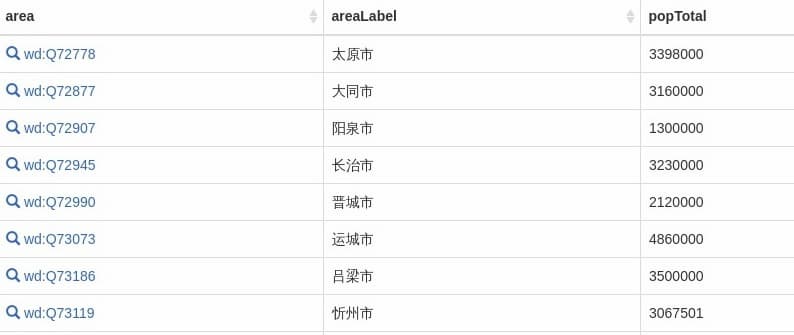 area areaLabel popTotal
wd:Q72778 太原市 3398000
wd:Q72877 大同市 3160000
wd:Q72907 阳泉市 1300000
wd:Q72945 长治市 3230000
wd:Q72990 晋城市 2120000
wd:Q73073 运城市 4860000
wd:Q73186 吕梁市 3500000
wd:Q73119 忻州市 3067501